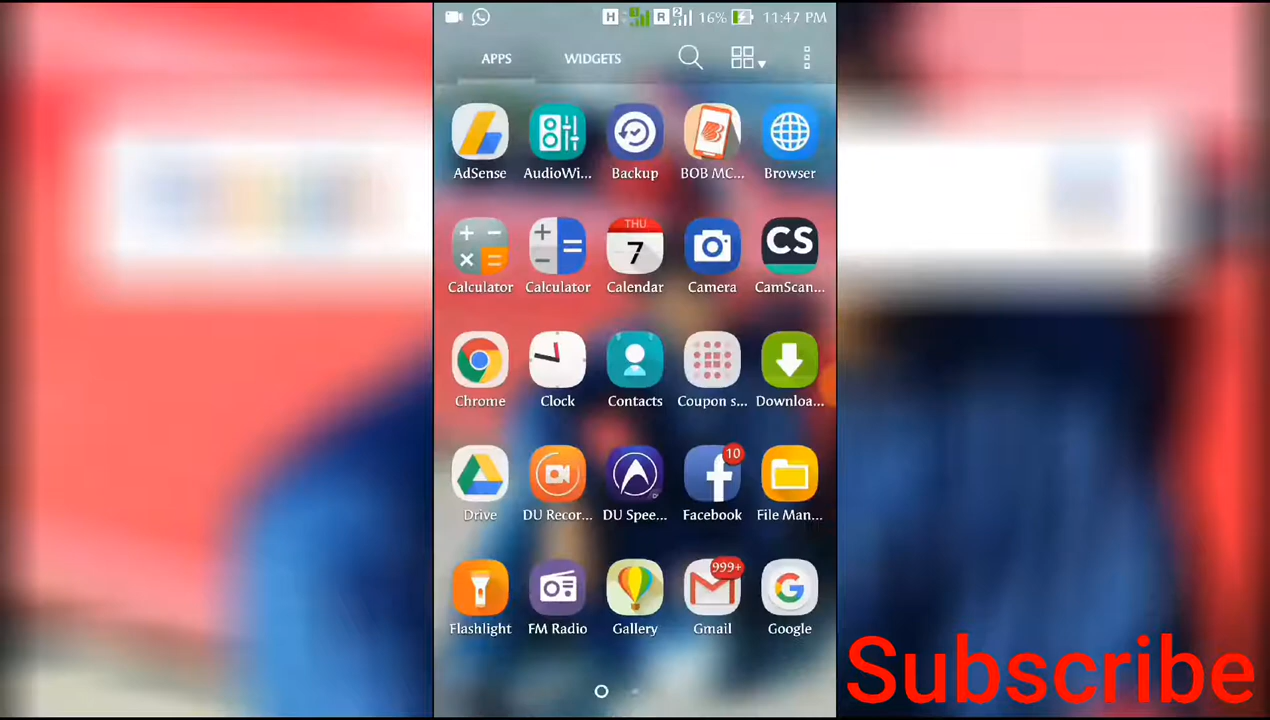 H R 2 16% 11:47 PM
APPS WIDGETS
AdSense AudioWi... Backup BOB MC... Browser
THU
7
CS
Calculator Calculator Calendar Camera CamScan...
Chrome Clock Contacts Coupon s... Downloa...
10
Drive DU Recor... DU Spee... Facebook File Man...
999+
Flashlight FM Radio Gallery Gmail Google
Subscribe